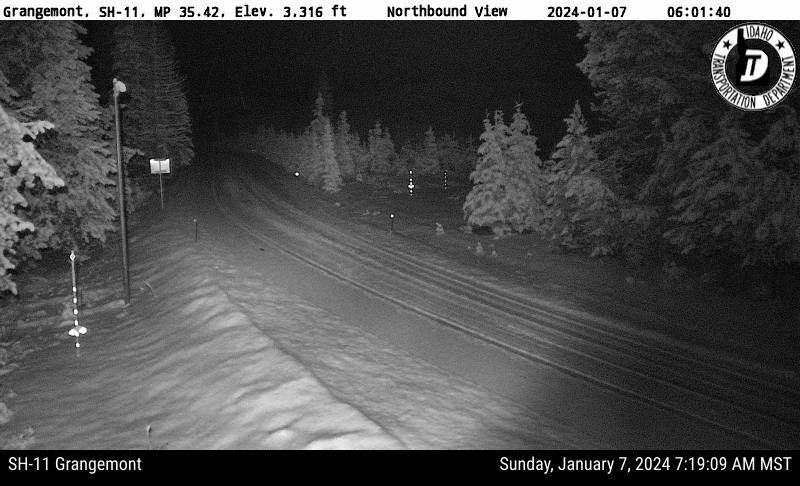 Grangemont, SH-11, MP 35.42, Elev. 3,316 ft Northbound View 2024-01-07 06:01:40
IDAHO
TRANSPORTATION DEPARTMENT
SH-11 Grangemont Sunday, January 7, 2024 7:19:09 AM MST